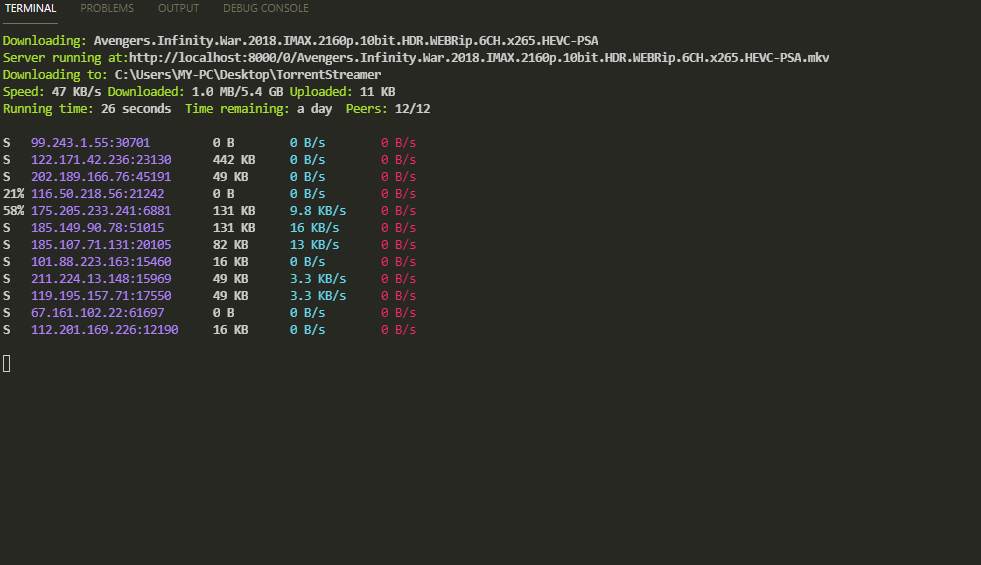 TERMINAL PROBLEMS OUTPUT DEBUG CONSOLE
Downloading: Avengers.Infinity.War.2018.IMAX.2160p.10bit.HDR.WEBRip.6CH.x265.HEVC-PSA
Server running at:http://localhost:8000/0/Avengers.Infinity.War.2018.IMAX.2160p.10bit.HDR.WEBRip.6CH.x265.HEVC-PSA.mkv
Downloading to: C:\Users\MY-PC\Desktop\TorrentStreamer
Speed: 47 KB/s Downloaded: 1.0 MB/5.4 GB Uploaded: 11 KB
Running time: 26 seconds Time remaining: a day Peers: 12/12
S 99.243.1.55:30701 0 B 0 B/s 0 B/s
S 122.171.42.236:23130 442 KB 0 B/s 0 B/s
S 202.189.166.76:45191 49 KB 0 B/s 0 B/s
21% 116.50.218.56:21242 0 B 0 B/s 0 B/s
58% 175.205.233.241:6881 131 KB 9.8 KB/s 0 B/s
S 185.149.90.78:51015 131 KB 16 KB/s 0 B/s
S 185.107.71.131:20105 82 KB 13 KB/s 0 B/s
S 101.88.223.163:15460 16 KB 0 B/s 0 B/s
S 211.224.13.148:15969 49 KB 3.3 KB/s 0 B/s
S 119.195.157.71:17550 49 KB 3.3 KB/s 0 B/s
S 67.161.102.22:61697 0 B 0 B/s 0 B/s
S 112.201.169.226:12190 16 KB 0 B/s 0 B/s